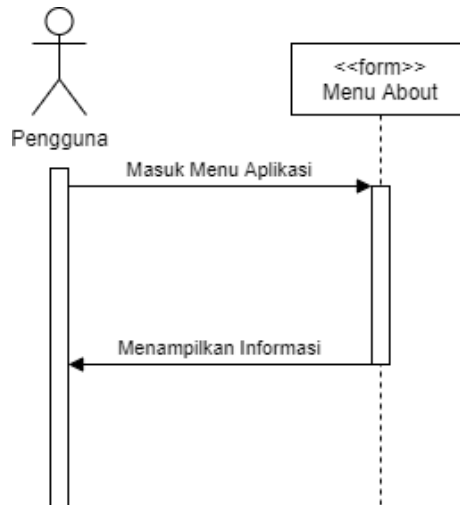 <<form>>
Menu About
Pengguna
Masuk Menu Aplikasi
Menampilkan Informasi